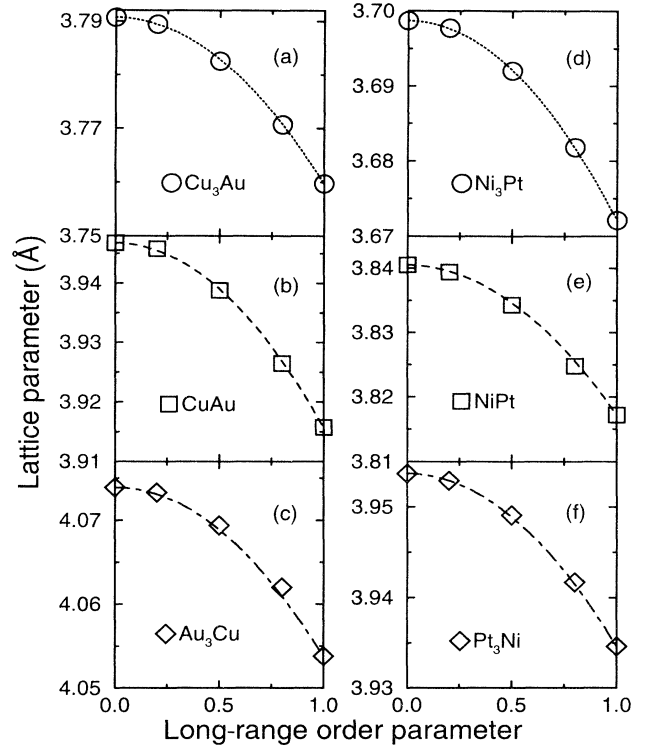 3.79
(a)
3.77
Cu₃Au
3.75
3.94
(b)
3.93
CuAu
3.92
3.91
(c)
4.07
4.06
Au₃Cu
4.05
0.0 0.5 1.0
3.70
(d)
3.69
3.68
Ni₃Pt
3.67
3.84
(e)
3.83
3.82
NiPt
3.81
(f)
3.95
3.94
Pt₃Ni
3.93
0.0 0.5 1.0
Lattice parameter (Å)
Long-range order parameter